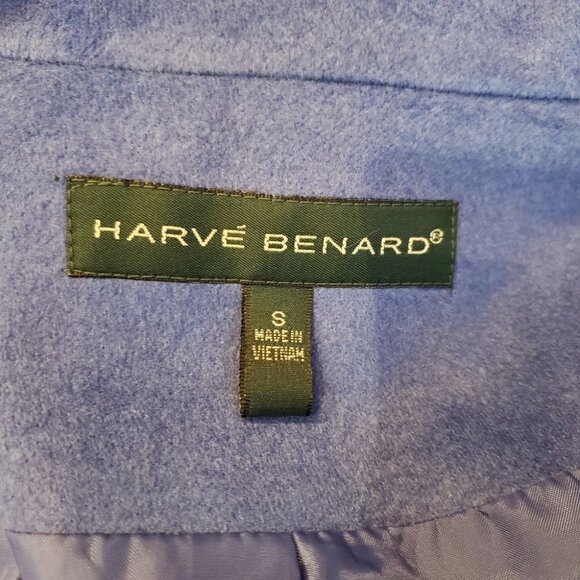 HARVÉ BENARD®
S
MADE IN
VIETNAM